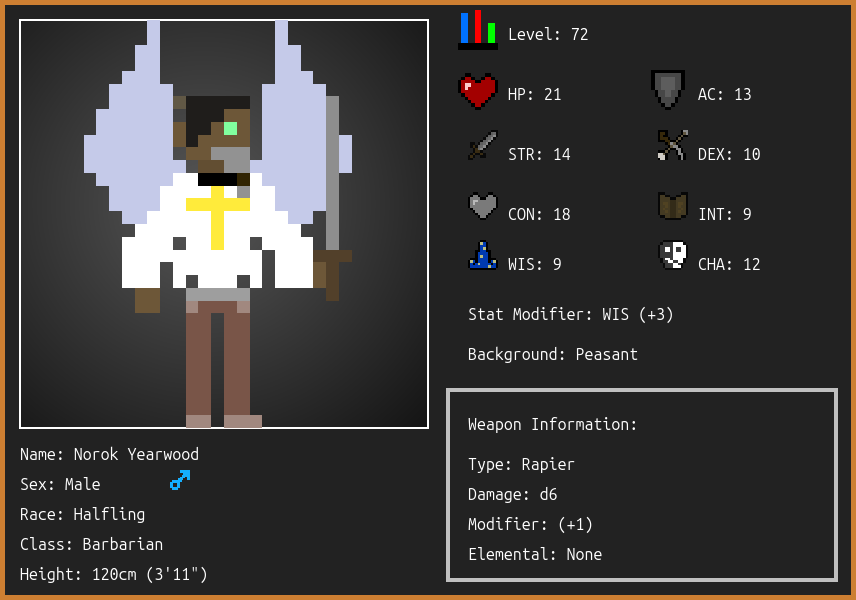 Level: 72
HP: 21
AC: 13
STR: 14
DEX: 10
CON: 18
INT: 9
WIS: 9
CHA: 12
Stat Modifier: WIS (+3)
Background: Peasant
Weapon Information:
Type: Rapier
Damage: d6
Modifier: (+1)
Elemental: None
Name: Norok Yearwood
Sex: Male
Race: Halfling
Class: Barbarian
Height: 120cm (3'11")